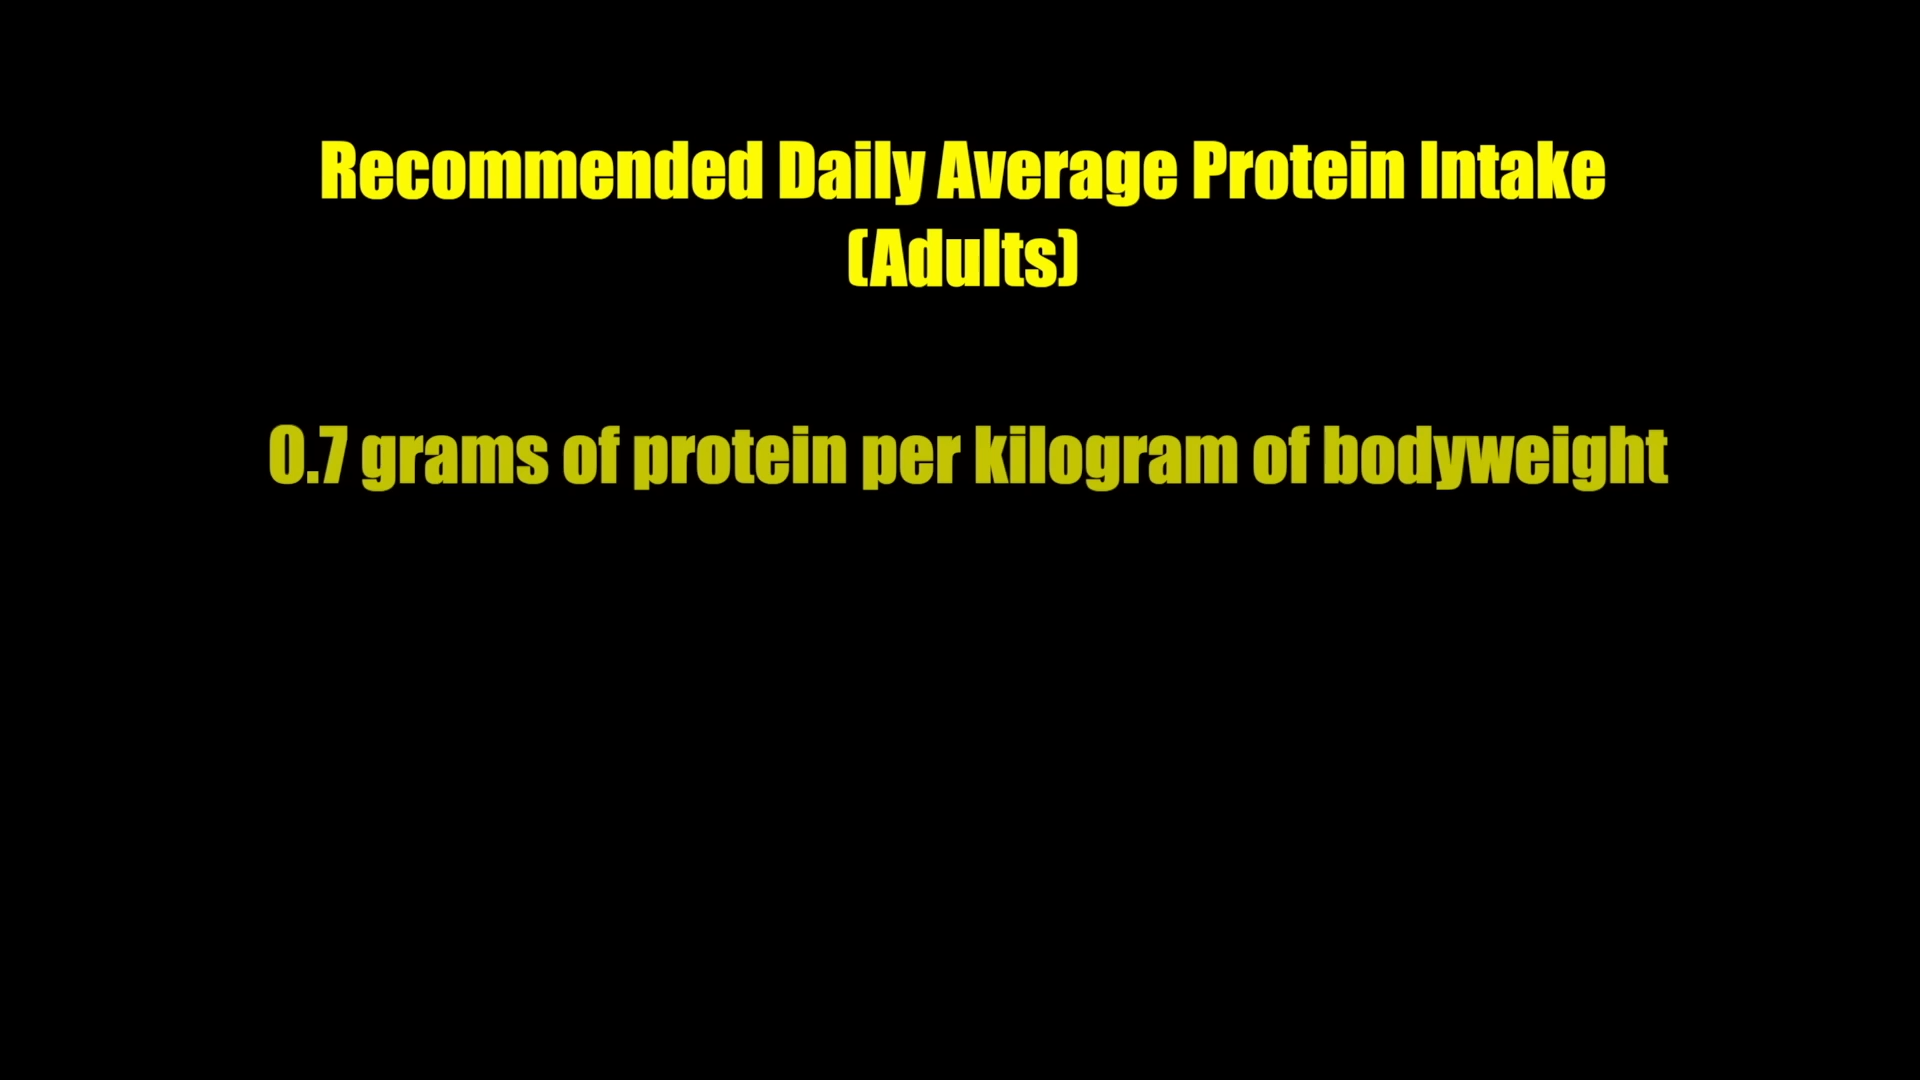 Recommended Daily Average Protein Intake
(Adults)
0.7 grams of protein per kilogram of bodyweight